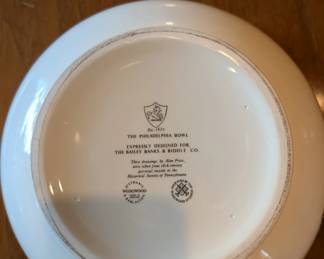 Est. 1832
THE PHILADELPHIA BOWL
EXPRESSLY DESIGNED FOR
THE BAILEY BANKS & BIDDLE CO.
These drawings by Alan Price,
were taken from 18th century
personal records in the
Historical Society of Pennsylvania
WEDGWOOD